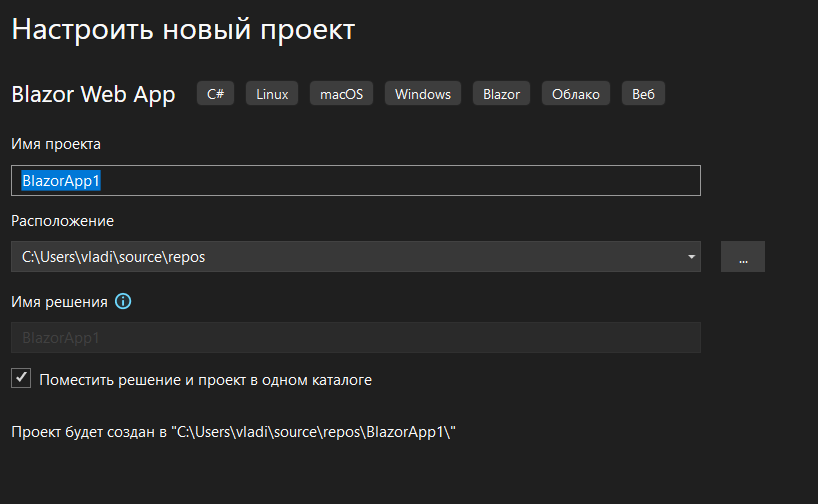 Настроить новый проект
Blazor Web App C# Linux macOS Windows Blazor Облако Веб
Имя проекта
BlazorApp1
Расположение
C:\Users\vladi\source\repos
...
Имя решения
BlazorApp1
Поместить решение и проект в одном каталоге
Проект будет создан в "C:\Users\vladi\source\repos\BlazorApp1\"